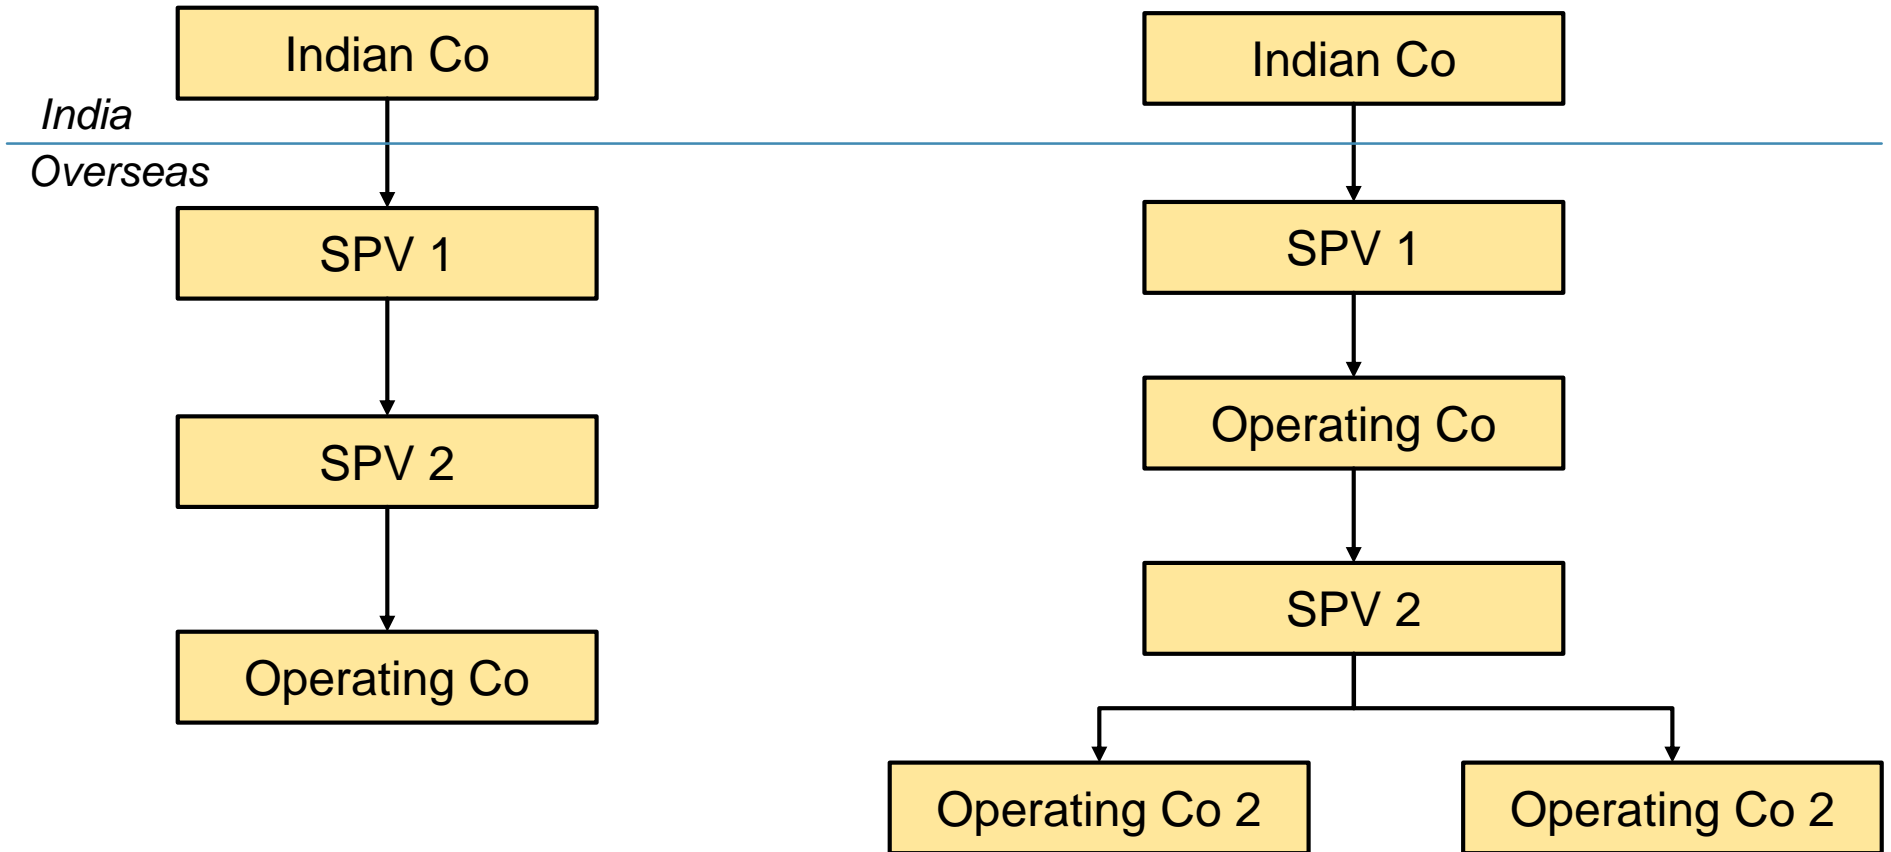 Indian Co
Indian Co
India
Overseas
SPV 1
SPV 1
Operating Co
SPV 2
SPV 2
Operating Co
Operating Co 2
Operating Co 2